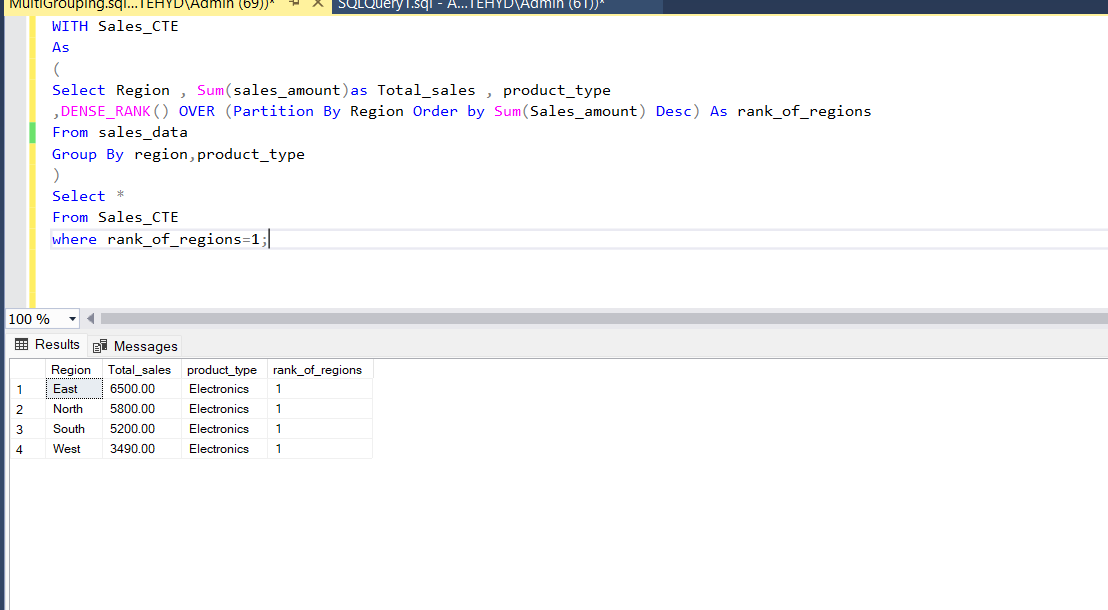 MultiGrouping.sql...TEHYD\Admin (69))* SQLQuery1.sql - A...TEHYD\Admin (61))*
WITH Sales_CTE
As
(
Select Region , Sum(sales_amount)as Total_sales , product_type
,DENSE_RANK() OVER (Partition By Region Order by Sum(Sales_amount) Desc) As rank_of_regions
From sales_data
Group By region,product_type
)
Select *
From Sales_CTE
where rank_of_regions=1;
100 %
Results Messages
Region Total_sales product_type rank_of_regions
1 East 6500.00 Electronics 1
2 North 5800.00 Electronics 1
3 South 5200.00 Electronics 1
4 West 3490.00 Electronics 1